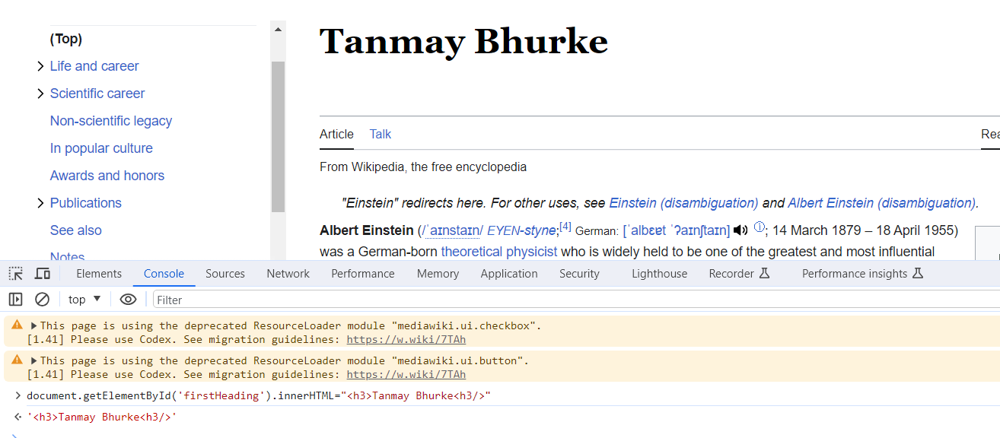 (Top)
Life and career
Scientific career
Non-scientific legacy
In popular culture
Awards and honors
Publications
See also
Notes
Tanmay Bhurke
Article Talk
Rea
From Wikipedia, the free encyclopedia
"Einstein" redirects here. For other uses, see Einstein (disambiguation) and Albert Einstein (disambiguation).
Albert Einstein (/ˈaɪnstaɪn/ EYEN-styne;[4] German: [ˈalbɛɐt ˈʔaɪnʃtaɪn] ⓘ; 14 March 1879 – 18 April 1955)
was a German-born theoretical physicist who is widely held to be one of the greatest and most influential
Elements Console Sources Network Performance Memory Application Security Lighthouse Recorder Performance insights
top ▼ Filter
▶This page is using the deprecated ResourceLoader module "mediawiki.ui.checkbox".
[1.41] Please use Codex. See migration guidelines: https://w.wiki/7TAh
▶This page is using the deprecated ResourceLoader module "mediawiki.ui.button".
[1.41] Please use Codex. See migration guidelines: https://w.wiki/7TAh
> document.getElementById('firstHeading').innerHTML="<h3>Tanmay Bhurke<h3/>"
'<h3>Tanmay Bhurke<h3/>'